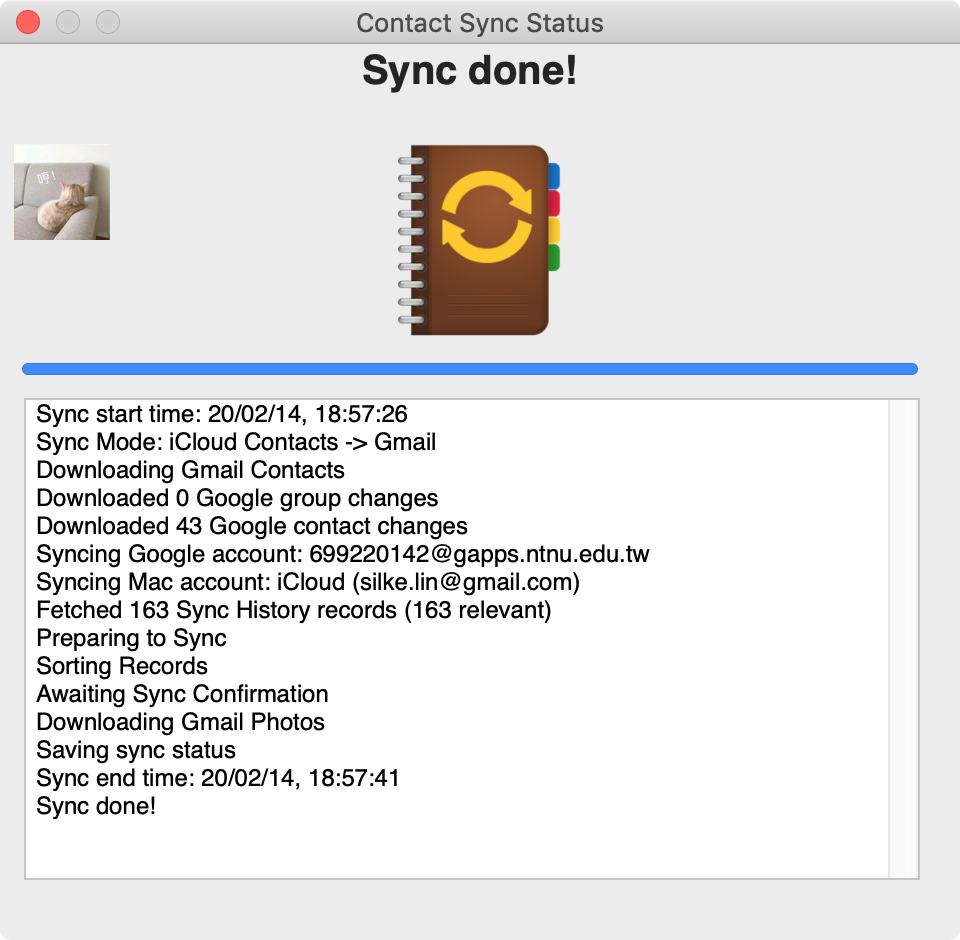 Contact Sync Status
Sync done!
哼!
Sync start time: 20/02/14, 18:57:26
Sync Mode: iCloud Contacts -> Gmail
Downloading Gmail Contacts
Downloaded 0 Google group changes
Downloaded 43 Google contact changes
Syncing Google account: 699220142@gapps.ntnu.edu.tw
Syncing Mac account: iCloud (silke.lin@gmail.com)
Fetched 163 Sync History records (163 relevant)
Preparing to Sync
Sorting Records
Awaiting Sync Confirmation
Downloading Gmail Photos
Saving sync status
Sync end time: 20/02/14, 18:57:41
Sync done!